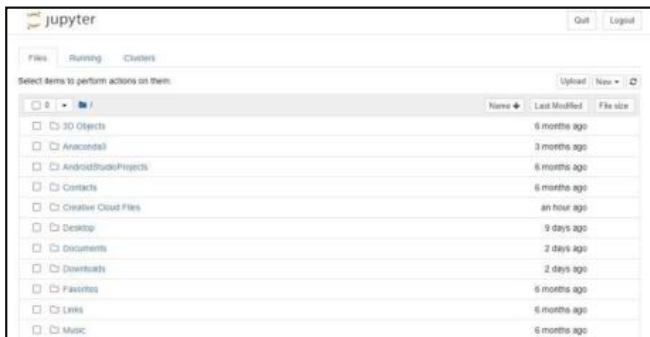 jupyter Quit Logout
Files Running Clusters
Select items to perform actions on them. Upload New
0 / Name Last Modified File size
3D Objects 6 months ago
Anaconda3 3 months ago
AndroidStudioProjects 6 months ago
Contacts 6 months ago
Creative Cloud Files an hour ago
Desktop 9 days ago
Documents 2 days ago
Downloads 2 days ago
Favorites 6 months ago
Links 6 months ago
Music 6 months ago